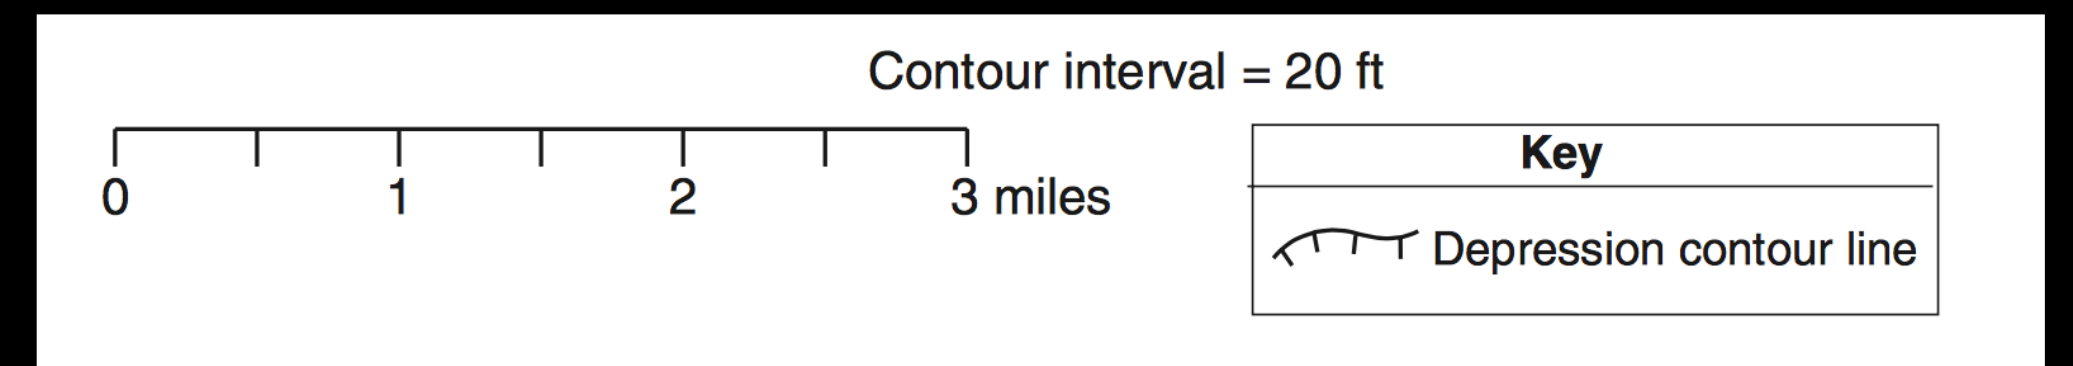 Contour interval = 20 ft
0 1 2 3 miles
Key
Depression contour line